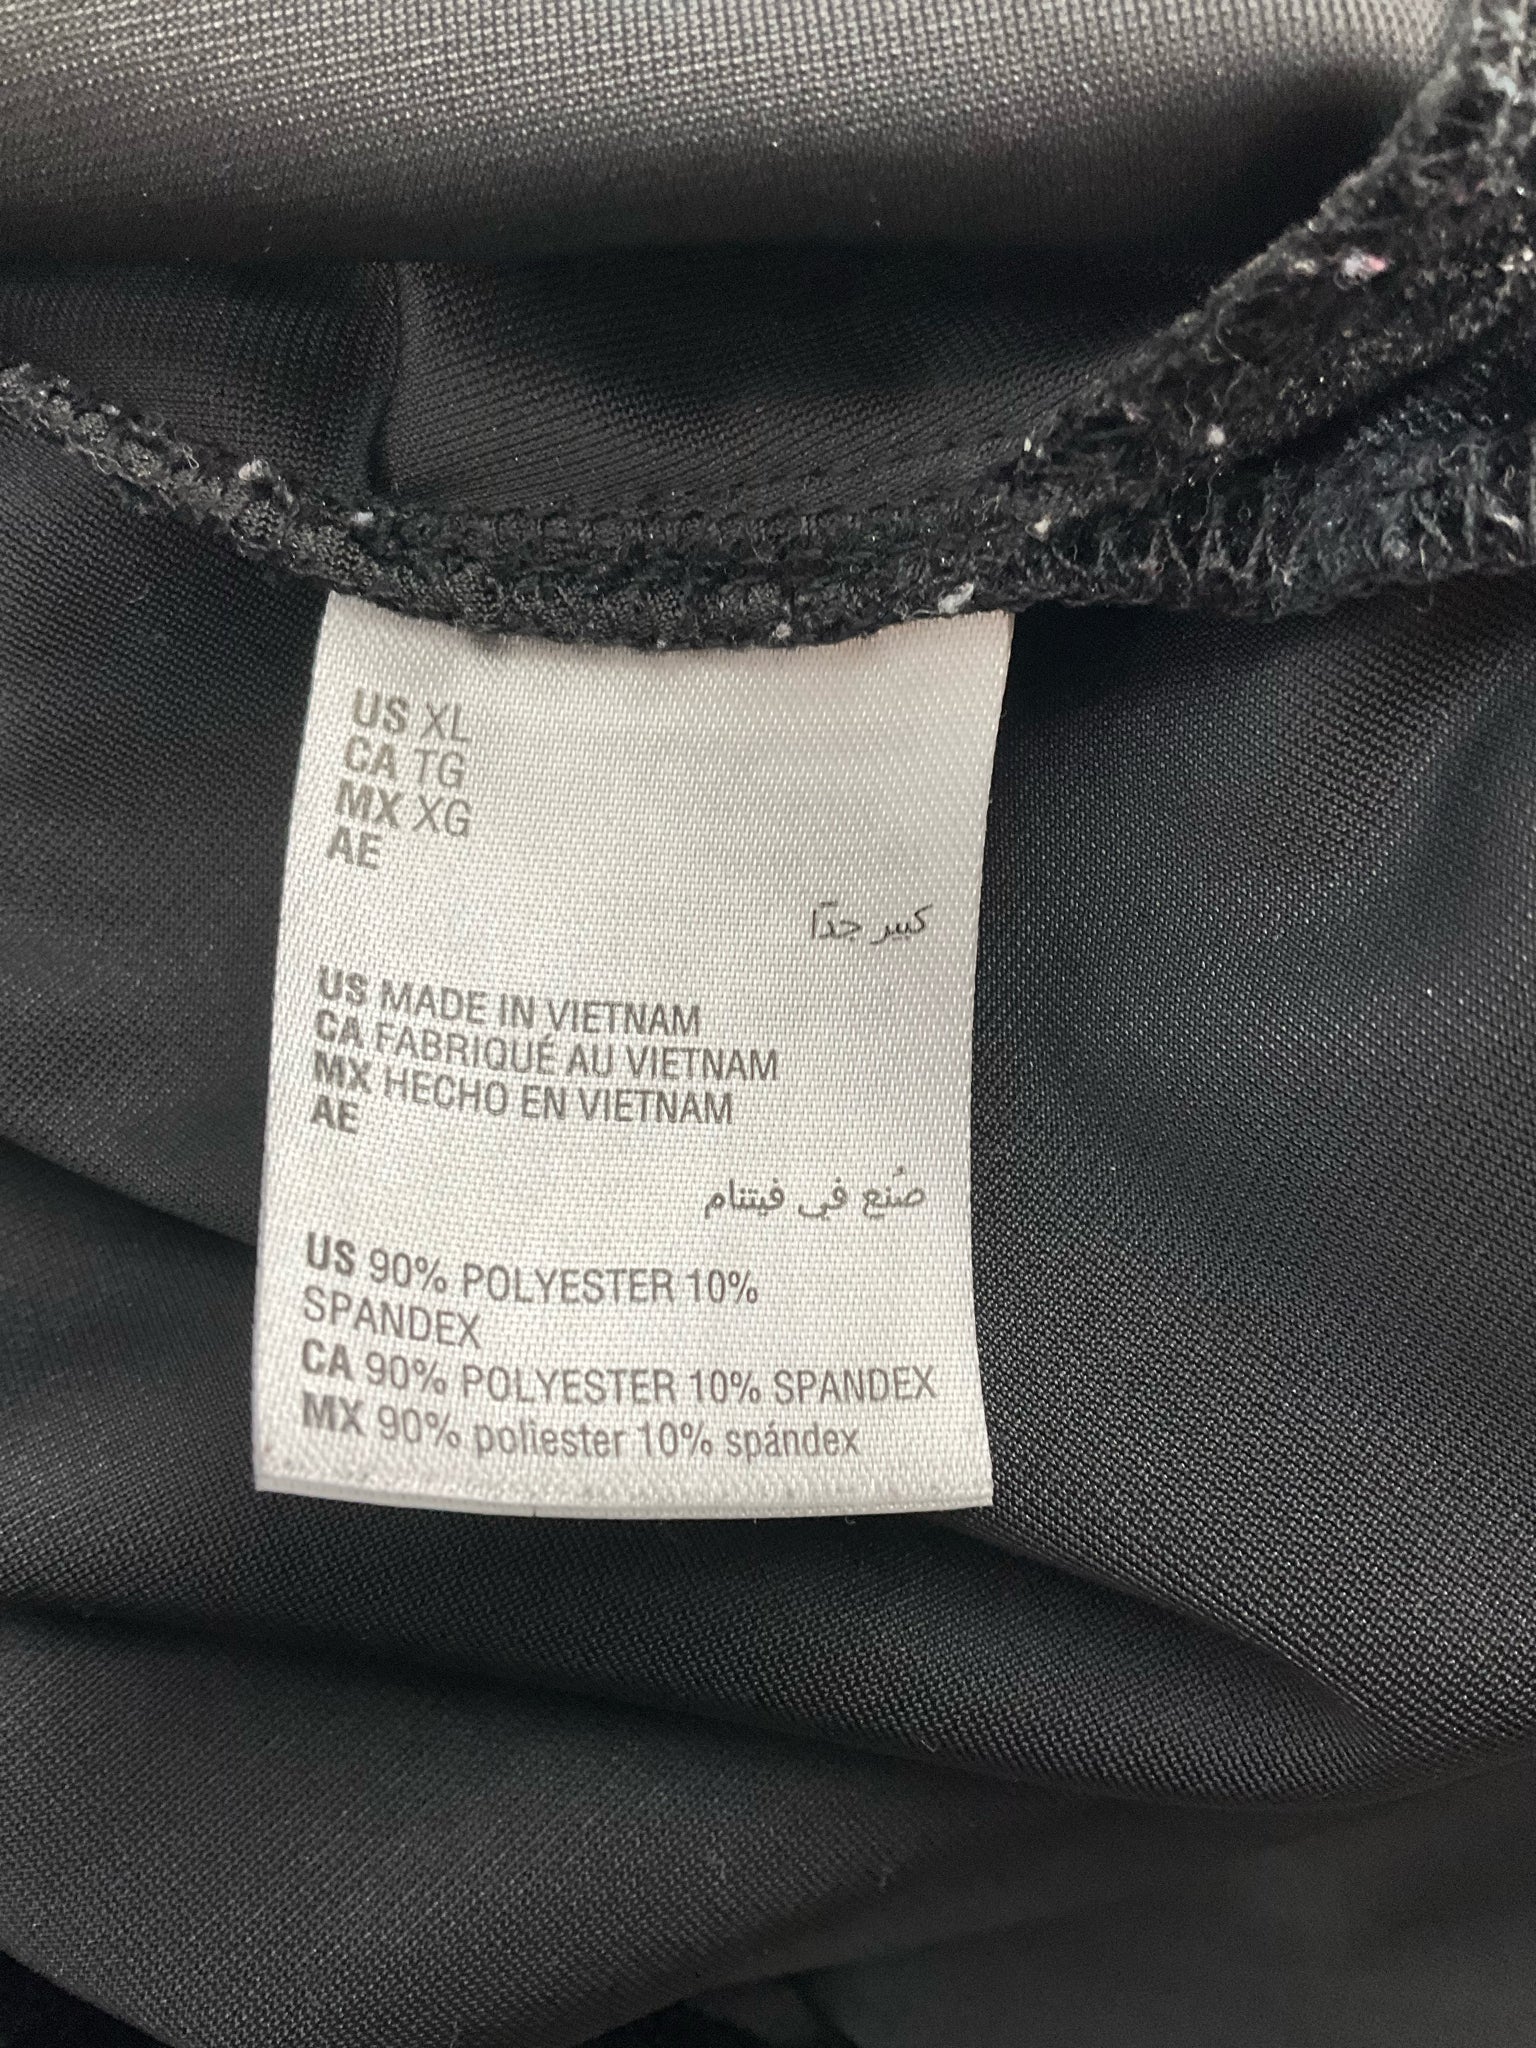 US XL
CA TG
MX XG
AE
كبير جدًّا
US MADE IN VIETNAM
CA FABRIQUÉ AU VIETNAM
MX HECHO EN VIETNAM
AE
صُنع في فيتنام
US 90% POLYESTER 10%
SPANDEX
CA 90% POLYESTER 10% SPANDEX
MX 90% poliester 10% spándex